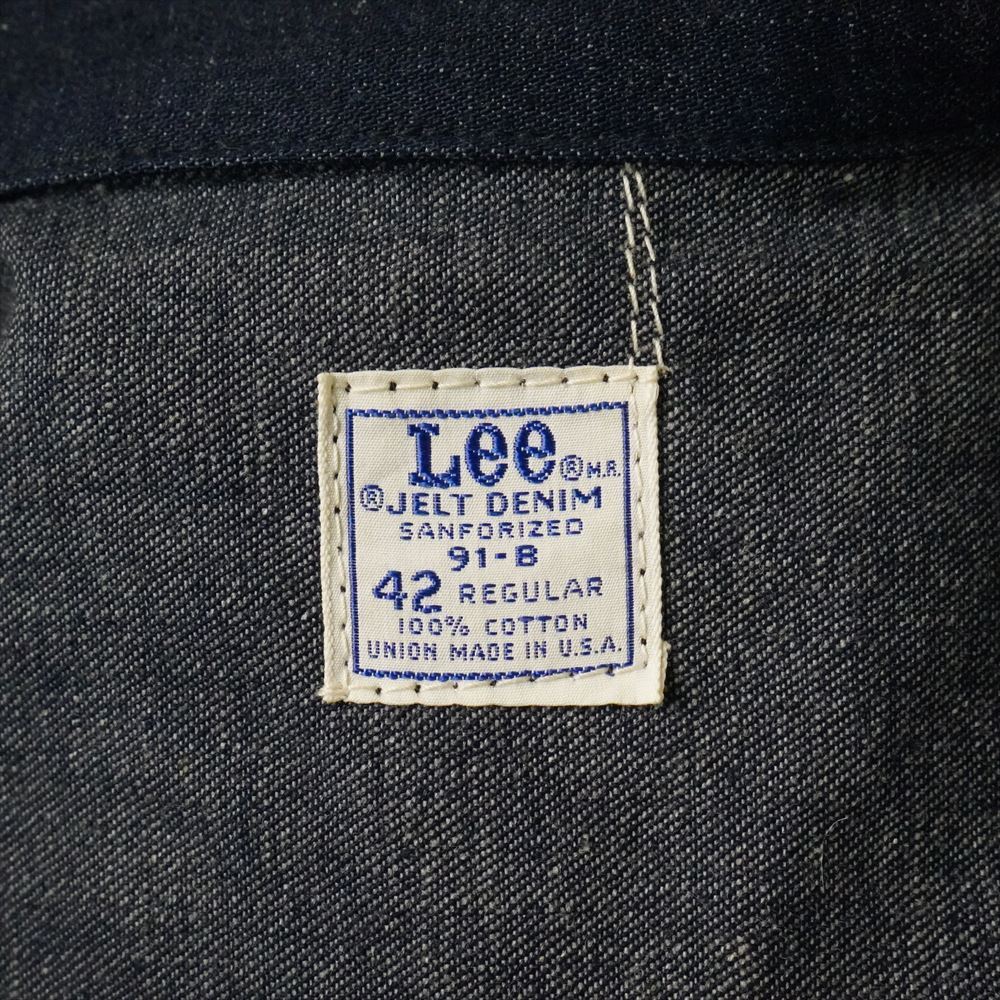 Lee ® M.R.
® JELT DENIM
SANFORIZED
91-B
42 REGULAR
100% COTTON
UNION MADE IN U.S.A.